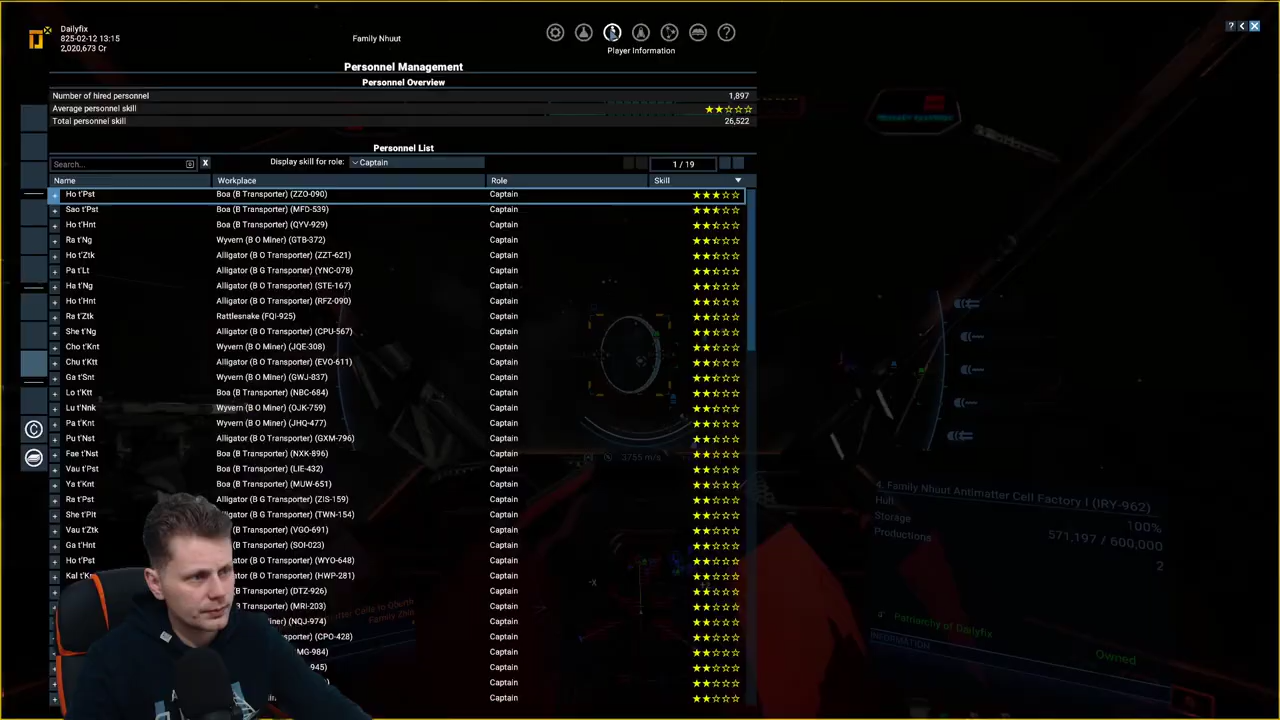 Dailyfix
825-02-12 13:15
2,020,673 Cr
Family Nhuut
Player Information
Personnel Management
Personnel Overview
Number of hired personnel 1,897
Average personnel skill ★★☆☆☆
Total personnel skill 26,522
Personnel List
Search... x Display skill for role: Captain 1 / 19
Name Workplace Role Skill
Ho t'Pst Boa (B Transporter) (ZZO-090) Captain
Sao t'Pst Boa (B Transporter) (MFD-539) Captain
Ho t'Hnt Boa (B Transporter) (QYV-929) Captain
Ra t'Ng Wyvern (B O Miner) (GTB-372) Captain
Ho t'Ztk Alligator (B O Transporter) (ZZT-621) Captain
Pa t'Lt Alligator (B O Transporter) (YNC-078) Captain
Ha t'Ng Alligator (B O Transporter) (STE-167) Captain
Ho t'Hnt Alligator (B O Transporter) (RFZ-090) Captain
Ra t'Ztk Rattlesnake (FQI-925) Captain
She t'Ng Alligator (B O Transporter) (CPU-567) Captain
Cho t'Knt Wyvern (B O Miner) (JQE-308) Captain
Chu t'Ktt Alligator (B O Transporter) (EVO-611) Captain
Ga t'Snt Wyvern (B O Miner) (GWJ-837) Captain
Lo t'Ktt Boa (B Transporter) (NBC-684) Captain
Lu t'Nnk Wyvern (B O Miner) (OJK-759) Captain
Pa t'Knt Wyvern (B O Miner) (JHQ-477) Captain
Pu t'Nst Alligator (B O Transporter) (GXM-796) Captain
Fae t'Nst Boa (B Transporter) (NXK-896) Captain
Vau t'Pst Boa (B Transporter) (LIE-432) Captain
Ya t'Knt Boa (B Transporter) (MUW-651) Captain
Ra t'Pst Alligator (B G Transporter) (ZIS-159) Captain
She t'Plt Alligator (B G Transporter) (TWN-154) Captain
Vau t'Ztk (B Transporter) (VGO-691) Captain
Ga t'Hnt (B Transporter) (SOI-023) Captain
Ho t'Pst (B O Transporter) (WYO-648) Captain
Kal (B O Transporter) (HWP-281) Captain
(DTZ-926) Captain
(MRI-203) Captain
(NQJ-974) Captain
(CPO-428) Captain
Captain
Captain
Captain
Captain
3755 m/s
4. Family Nhuut Antimatter Cell Factory I (IRY-962)
Hull 100%
Storage 571,197 / 600,000
Productions 2
Patriarchy of Dailyfix
INFORMATION Owned